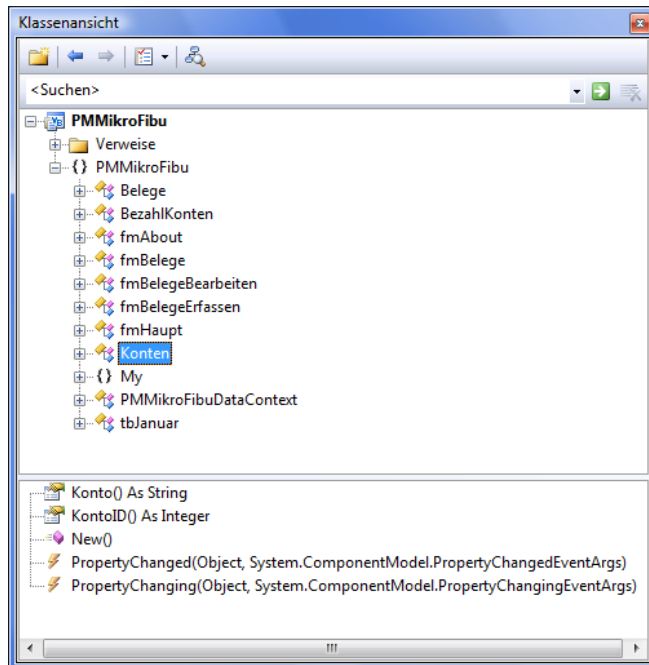 Klassenansicht
<Suchen>
PMMikroFibu
Verweise
{} PMMikroFibu
Belege
BezahlKonten
fmAbout
fmBelege
fmBelegeBearbeiten
fmBelegeErfassen
fmHaupt
Konten
{} My
PMMikroFibuDataContext
tbJanuar
Konto() As String
KontoID() As Integer
New()
PropertyChanged(Object, System.ComponentModel.PropertyChangedEventArgs)
PropertyChanging(Object, System.ComponentModel.PropertyChangingEventArgs)